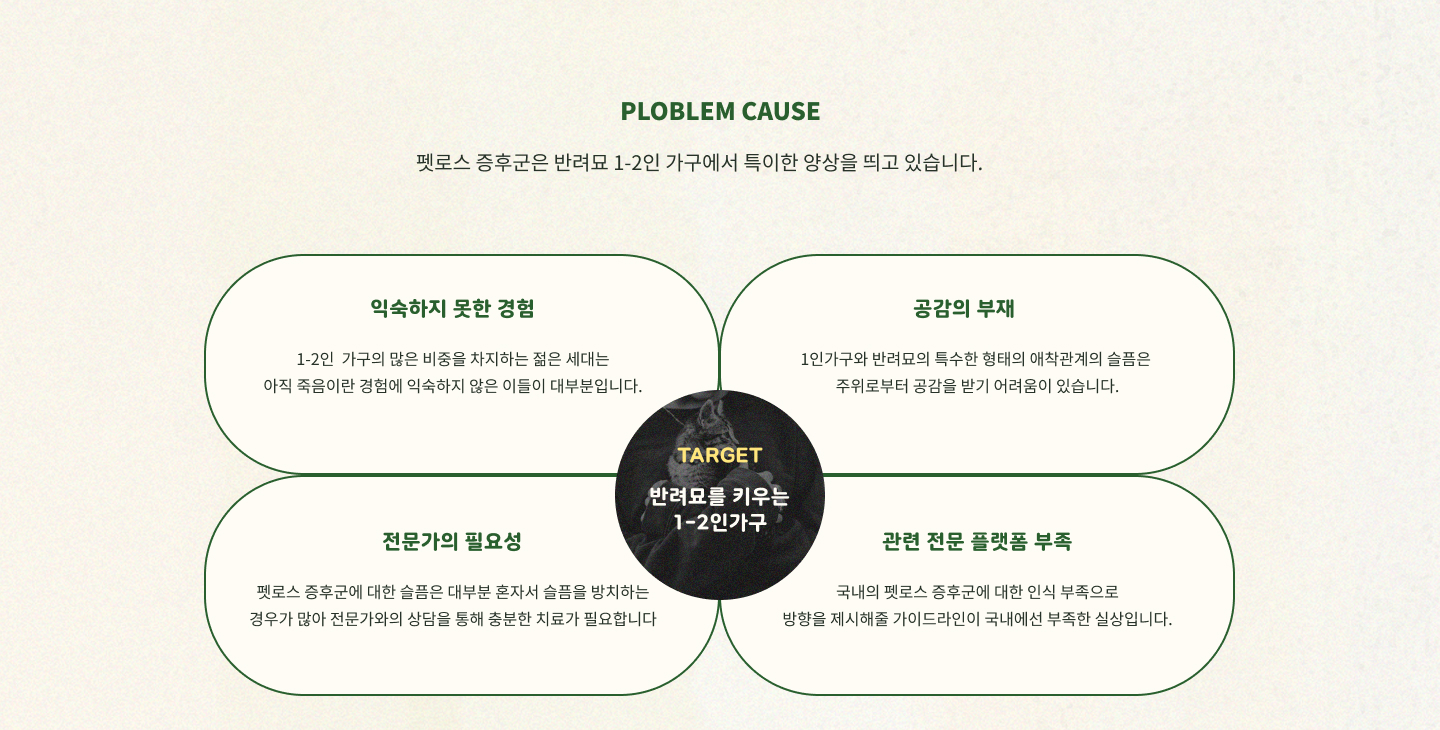 PLOBLEM CAUSE
펫로스 증후군은 반려묘 1-2인 가구에서 특이한 양상을 띄고 있습니다.
익숙하지 못한 경험
1-2인 가구의 많은 비중을 차지하는 젊은 세대는
아직 죽음이란 경험에 익숙하지 않은 이들이 대부분입니다.
공감의 부재
1인가구와 반려묘의 특수한 형태의 애착관계의 슬픔은
주위로부터 공감을 받기 어려움이 있습니다.
TARGET
반려묘를 키우는
1-2인가구
전문가의 필요성
펫로스 증후군에 대한 슬픔은 대부분 혼자서 슬픔을 방치하는
경우가 많아 전문가와의 상담을 통해 충분한 치료가 필요합니다
관련 전문 플랫폼 부족
국내의 펫로스 증후군에 대한 인식 부족으로
방향을 제시해줄 가이드라인이 국내에선 부족한 실상입니다.